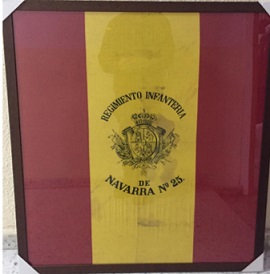 REGIMIENTO INFANTERIA
DE
NAVARRA Nº 25.